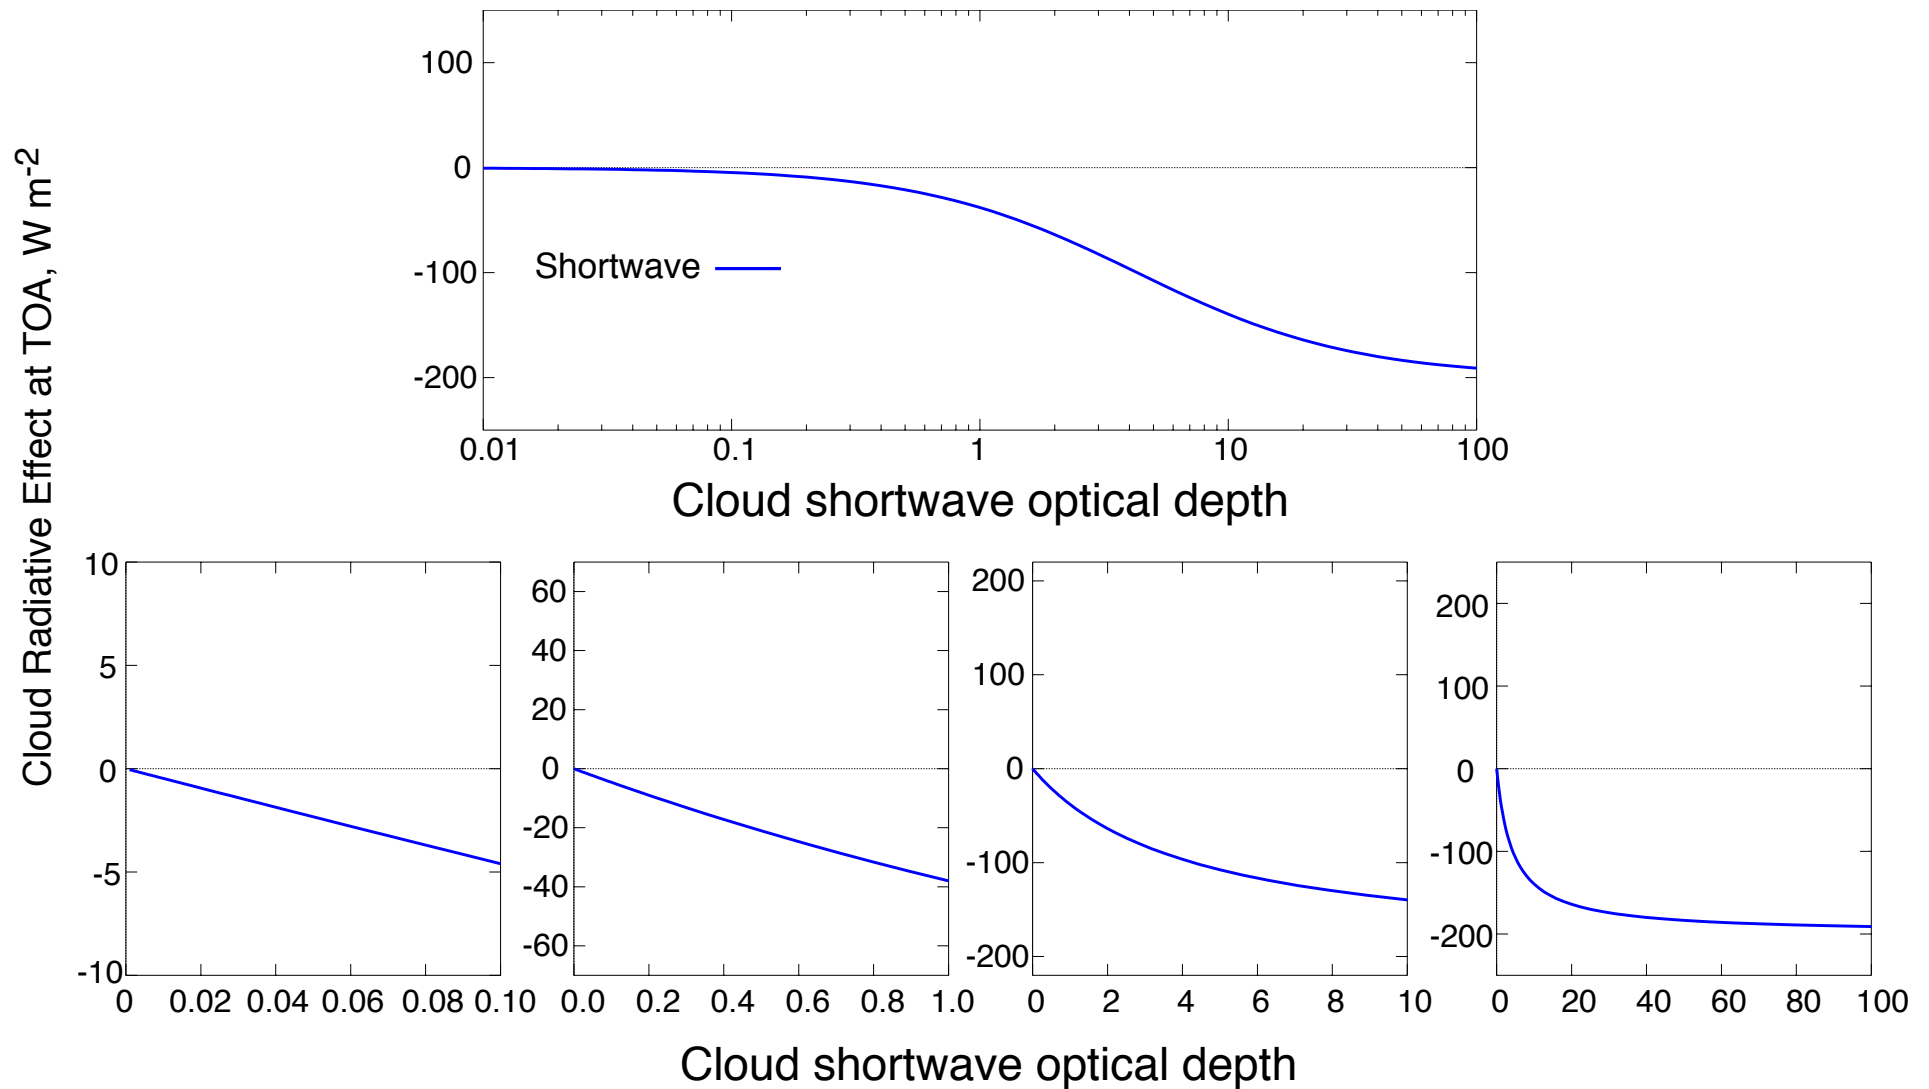 Cloud Radiative Effect at TOA, W m-2
100
0
-100
-200
Shortwave
0.01 0.1 1 10 100
Cloud shortwave optical depth
10
5
0
-5
-10
0 0.02 0.04 0.06 0.08 0.10
60
40
20
0
-20
-40
-60
0.0 0.2 0.4 0.6 0.8 1.0
200
100
0
-100
-200
0 2 4 6 8 10
200
100
0
-100
-200
0 20 40 60 80 100
Cloud shortwave optical depth